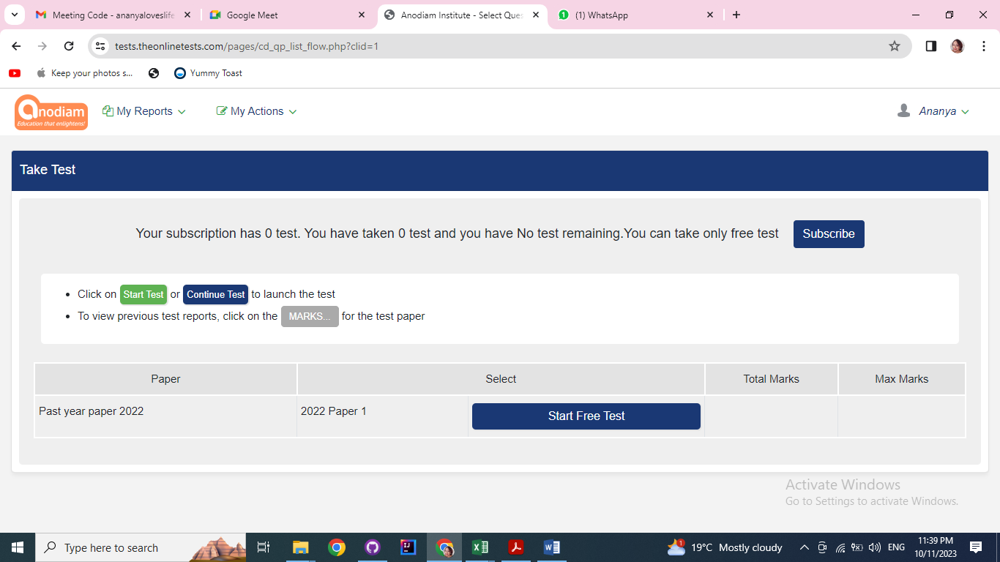 Meeting Code - ananyaloveslife
Google Meet
Anodiam Institute - Select Ques
(1) WhatsApp
tests.theonlinetests.com/pages/cd_qp_list_flow.php?clid=1
Keep your photos s...
Yummy Toast
anodiam
Education that enlightens!
My Reports
My Actions
Ananya
Take Test
Your subscription has 0 test. You have taken 0 test and you have No test remaining.You can take only free test Subscribe
• Click on Start Test or Continue Test to launch the test
• To view previous test reports, click on the MARKS... for the test paper
Paper Select Total Marks Max Marks
Past year paper 2022 2022 Paper 1 Start Free Test
Activate Windows
Go to Settings to activate Windows.
Type here to search
19°C Mostly cloudy
ENG
11:39 PM
10/11/2023